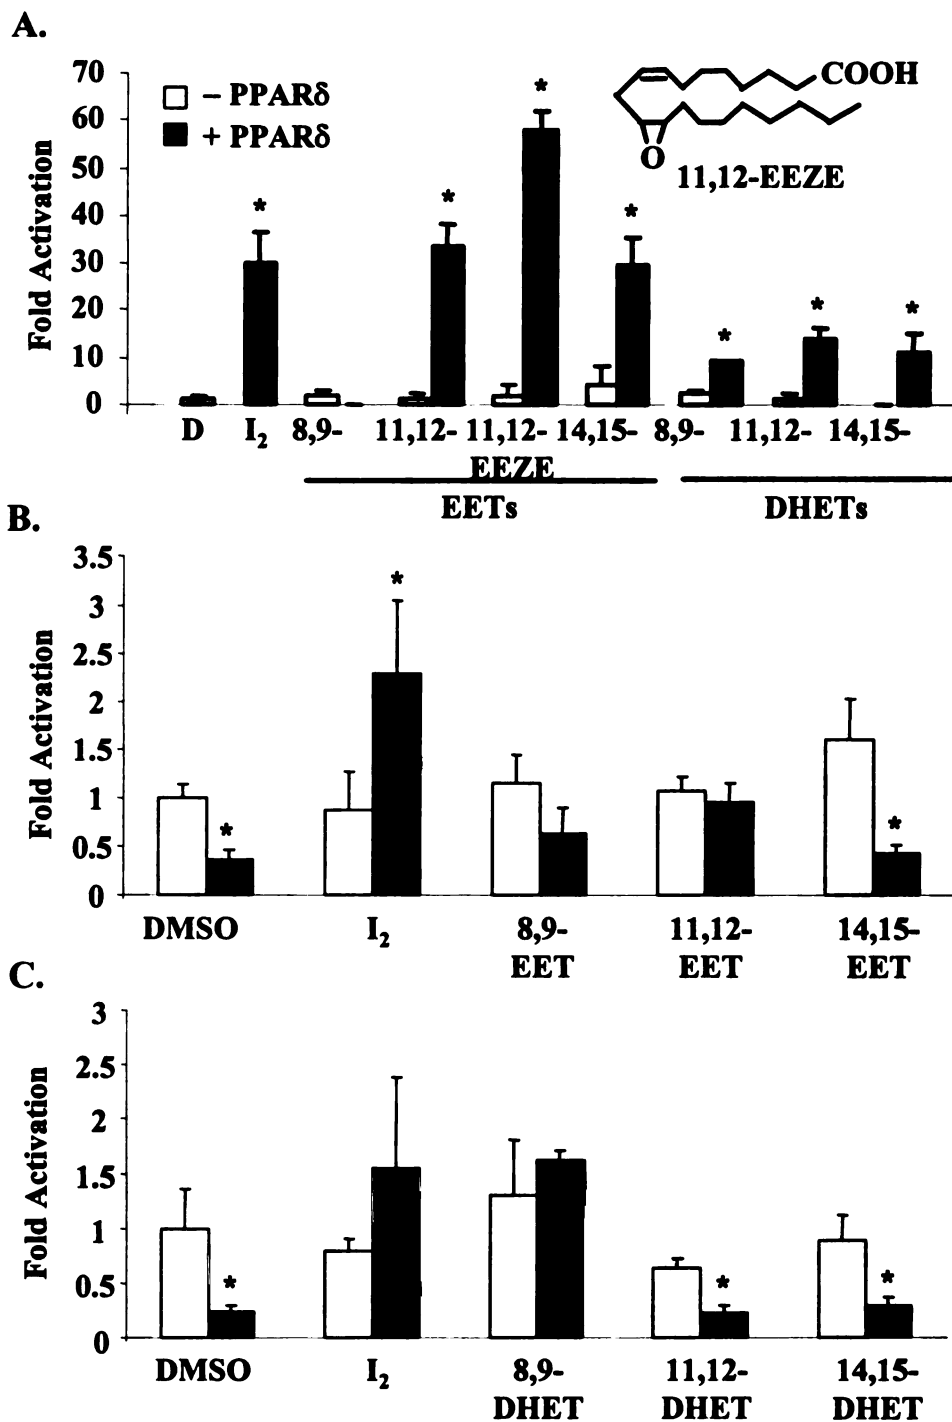 A.
70
60
50
40
30
20
10
0
Fold Activation
– PPARδ
+ PPARδ
*
*
*
*
*
*
*
COOH
O
11,12-EEZE
D I₂ 8,9- 11,12- 11,12- 14,15- 8,9- 11,12- 14,15-
EEZE
EETs DHETs
B.
3.5
3
2.5
2
1.5
1
0.5
0
Fold Activation
*
*
*
DMSO I₂ 8,9- 11,12- 14,15-
EET EET EET
C.
3
2.5
2
1.5
1
0.5
0
Fold Activation
*
*
*
DMSO I₂ 8,9- 11,12- 14,15-
DHET DHET DHET